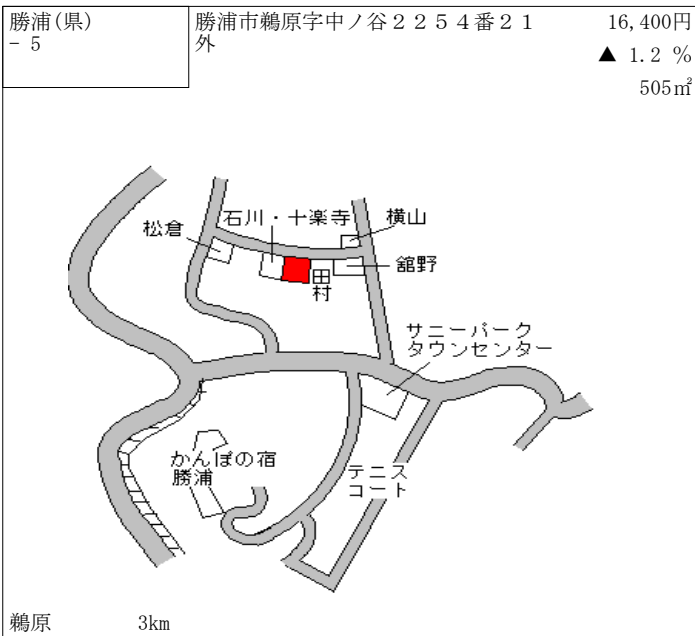 勝浦(県)
- 5
勝浦市鵜原字中ノ谷２２５４番２１
外
16,400円
▲ 1.2 %
505㎡
石川・十楽寺
横山
松倉
舘野
田
村
サニーパーク
タウンセンター
かんぽの宿
勝浦
テニス
コート
鵜原 3km